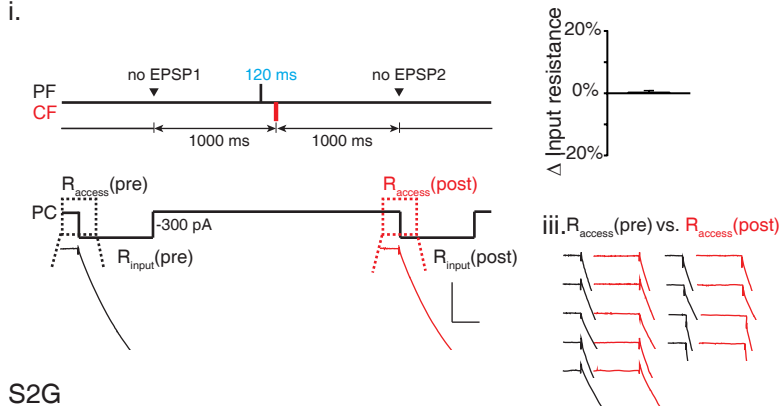 i.
no EPSP1
120 ms
no EPSP2
PF
CF
1000 ms
1000 ms
R access (pre)
R access (post)
PC
-300 pA
R input (pre)
R input (post)
S2G
Δ Input resistance
20%
0%
20%
iii. R access (pre) vs. R access (post)